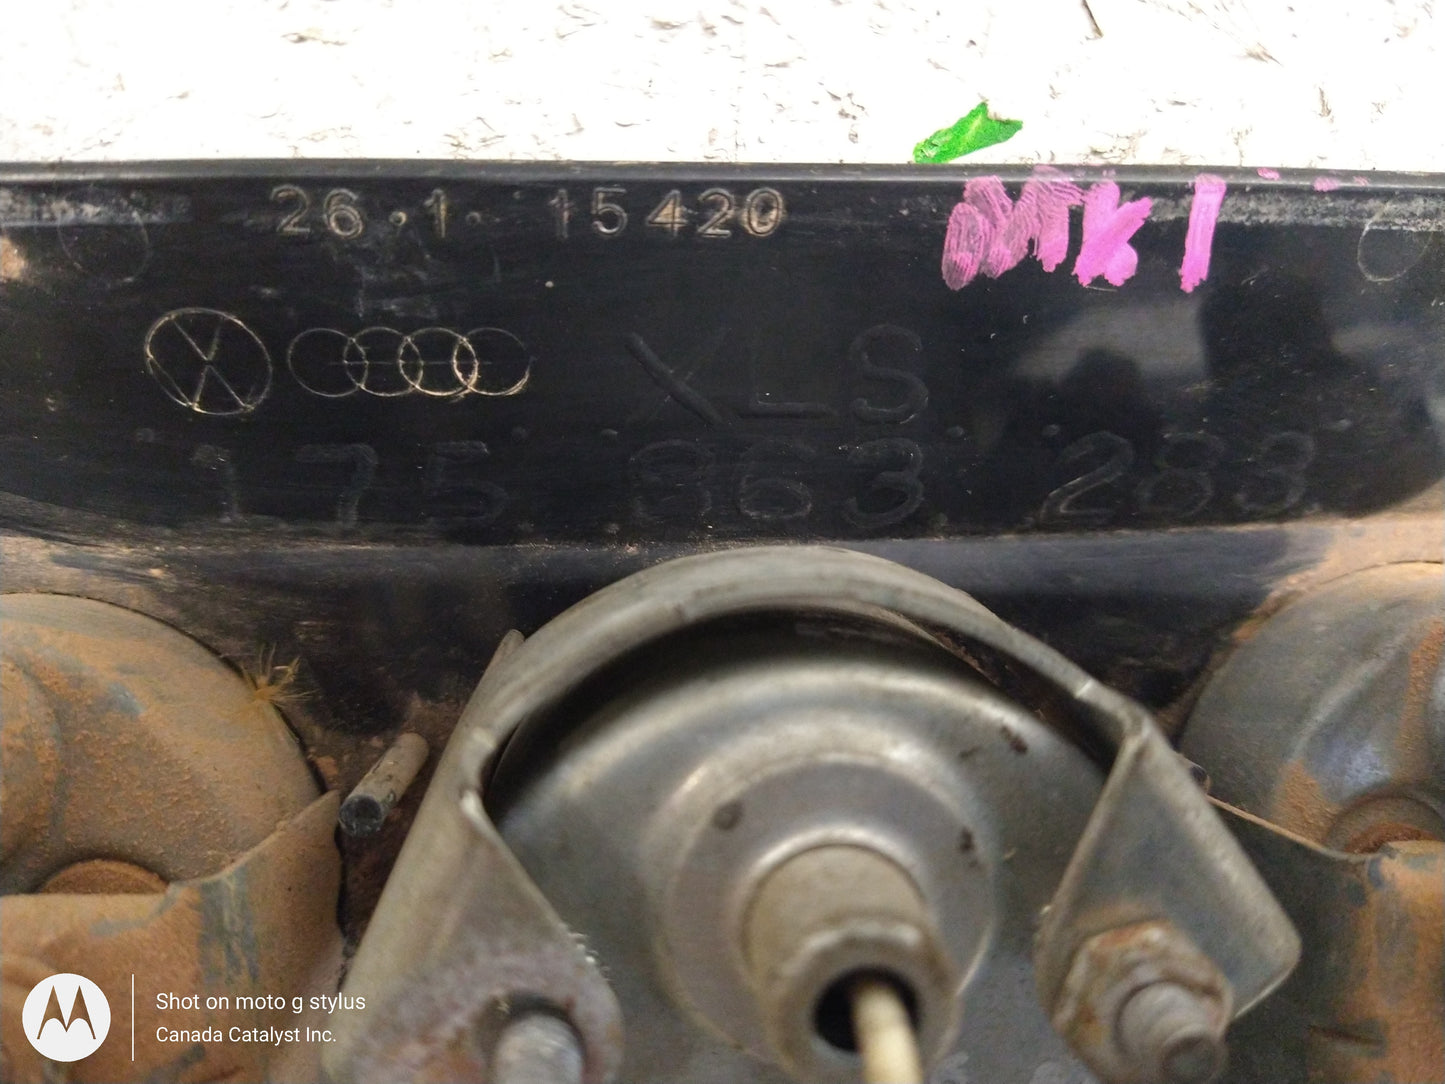 26.1. 15420
MK1
XLS
175 863 283
Shot on moto g stylus
Canada Catalyst Inc.